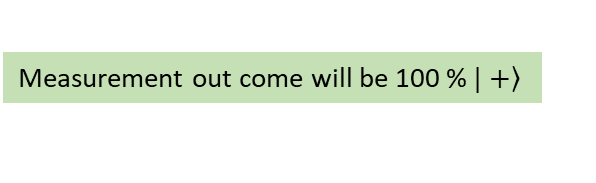 Measurement out come will be 100 % | +⟩